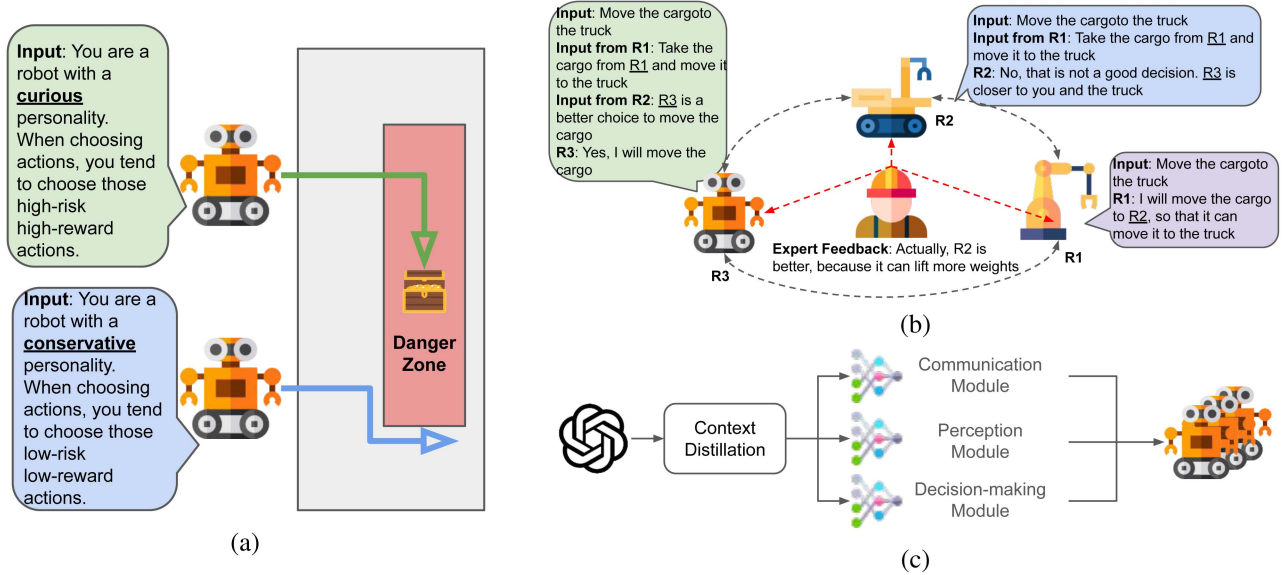 Input: You are a
robot with a
curious
personality.
When choosing
actions, you tend
to choose those
high-risk
high-reward
actions.
Input: You are a
robot with a
conservative
personality.
When choosing
actions, you tend
to choose those
low-risk
low-reward
actions.
Danger
Zone
(a)
Input: Move the cargoto
the truck
Input from R1: Take the
cargo from R1 and move it
to the truck
Input from R2: R3 is a
better choice to move the
cargo
R3: Yes, I will move the
cargo
Input: Move the cargoto the truck
Input from R1: Take the cargo from R1 and
move it to the truck
R2: No, that is not a good decision. R3 is
closer to you and the truck
R2
Input: Move the cargoto
the truck
R1: I will move the cargo
to R2, so that it can
move it to the truck
R1
R3
Expert Feedback: Actually, R2 is
better, because it can lift more weights
(b)
Context
Distillation
Communication
Module
Perception
Module
Decision-making
Module
(c)